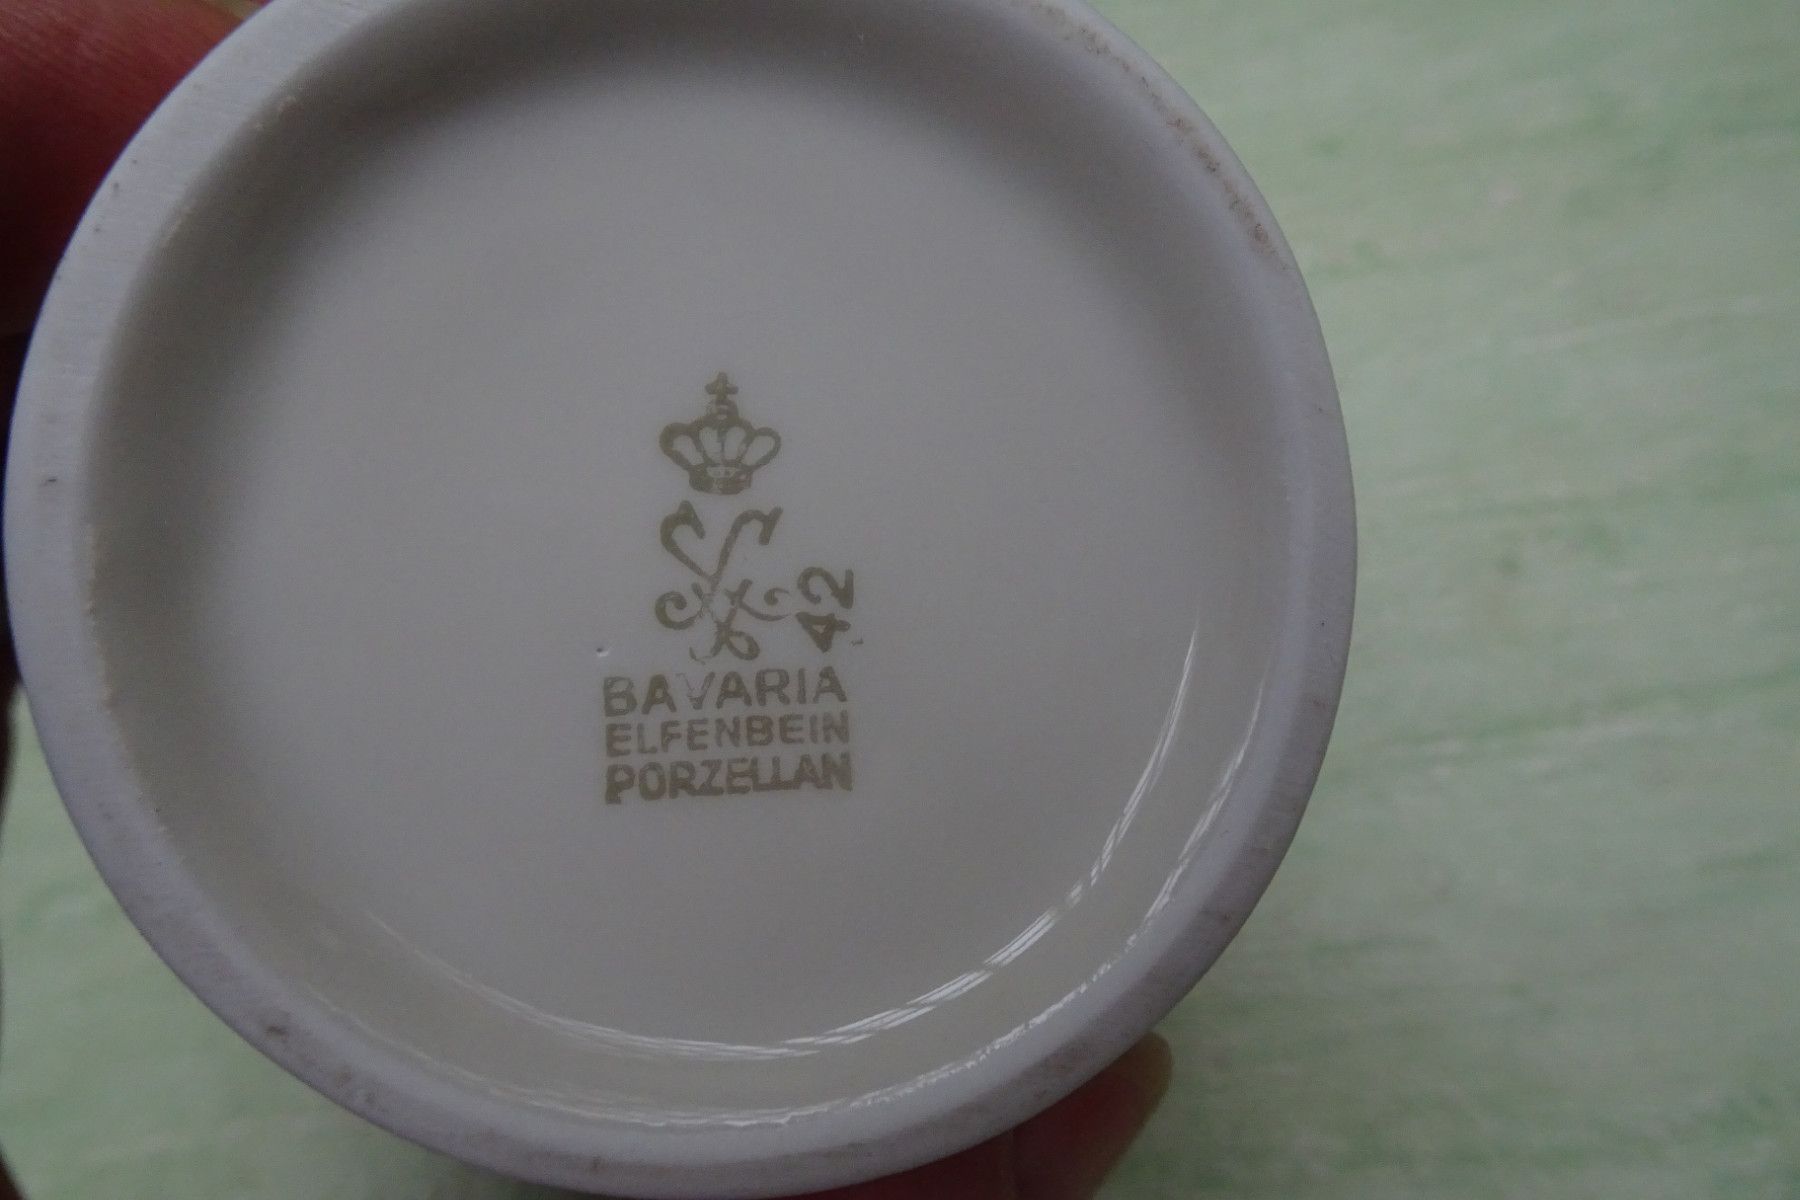 42
BAVARIA
ELFENBEIN
PORZELLAN